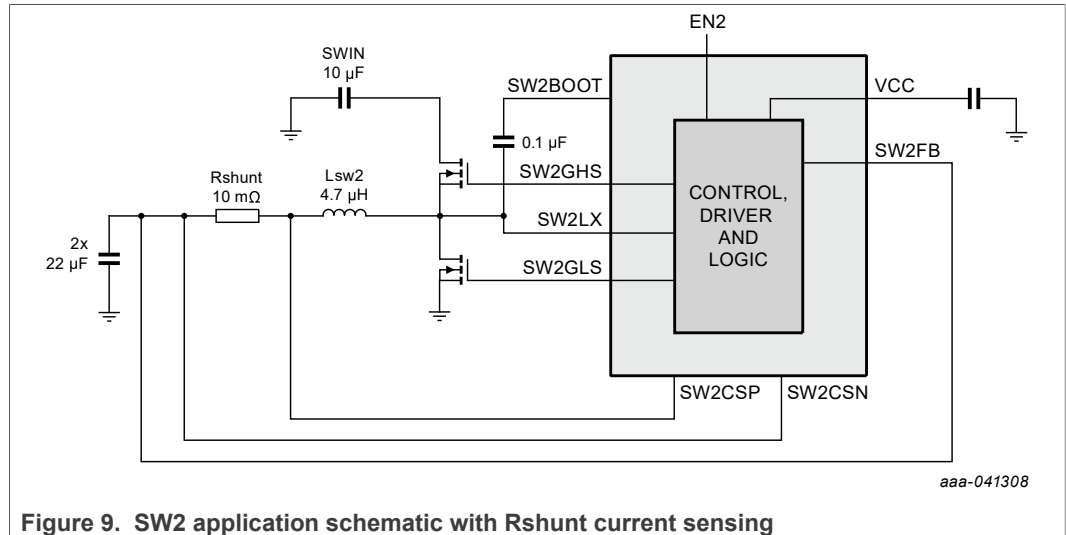 EN2
SWIN
10 µF
SW2BOOT
VCC
0.1 µF
SW2FB
SW2GHS
Rshunt
10 mΩ
Lsw2
4.7 µH
CONTROL,
DRIVER
AND
LOGIC
SW2LX
2x
22 µF
SW2GLS
SW2CSP
SW2CSN
aaa-041308
Figure 9. SW2 application schematic with Rshunt current sensing